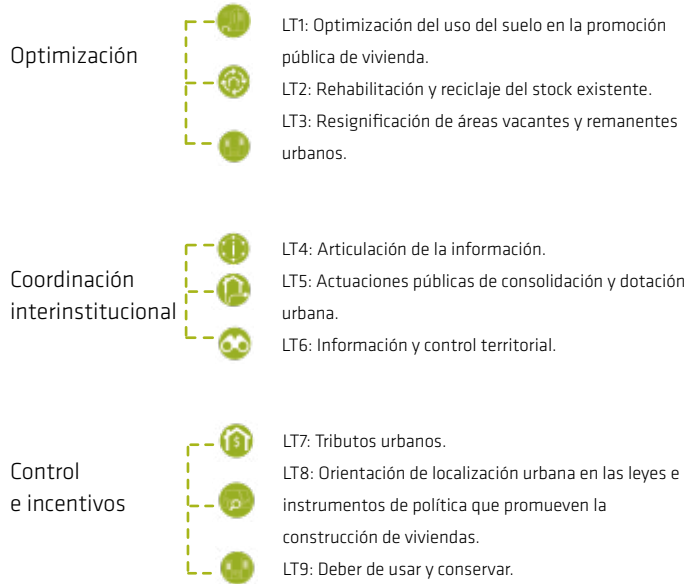 Optimización
LT1: Optimización del uso del suelo en la promoción
pública de vivienda.
LT2: Rehabilitación y reciclaje del stock existente.
LT3: Resignificación de áreas vacantes y remanentes
urbanos.
Coordinación
interinstitucional
LT4: Articulación de la información.
LT5: Actuaciones públicas de consolidación y dotación
urbana.
LT6: Información y control territorial.
Control
e incentivos
LT7: Tributos urbanos.
LT8: Orientación de localización urbana en las leyes e
instrumentos de política que promueven la
construcción de viviendas.
LT9: Deber de usar y conservar.